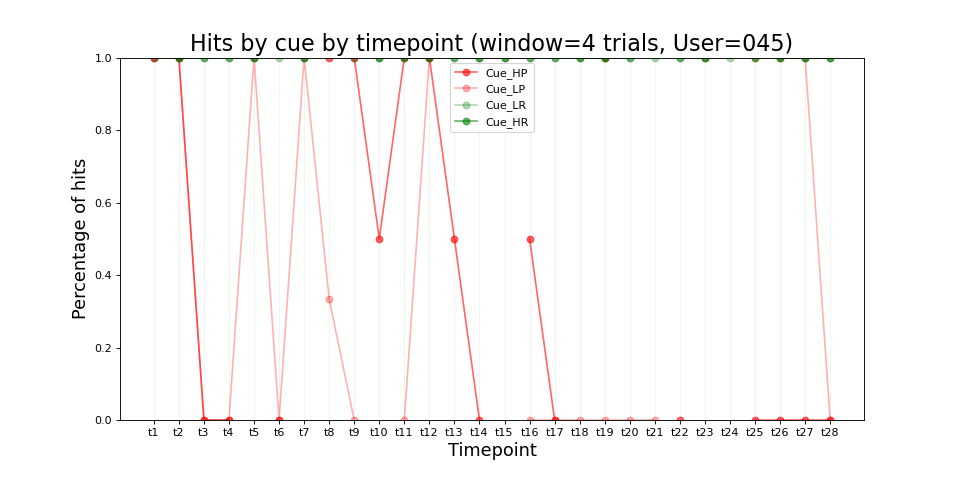 Hits by cue by timepoint (window=4 trials, User=045)
Cue_HP
Cue_LP
Cue_LR
Cue_HR
Percentage of hits
1.0
0.8
0.6
0.4
0.2
0.0
t1 t2 t3 t4 t5 t6 t7 t8 t9 t10 t11 t12 t13 t14 t15 t16 t17 t18 t19 t20 t21 t22 t23 t24 t25 t26 t27 t28
Timepoint